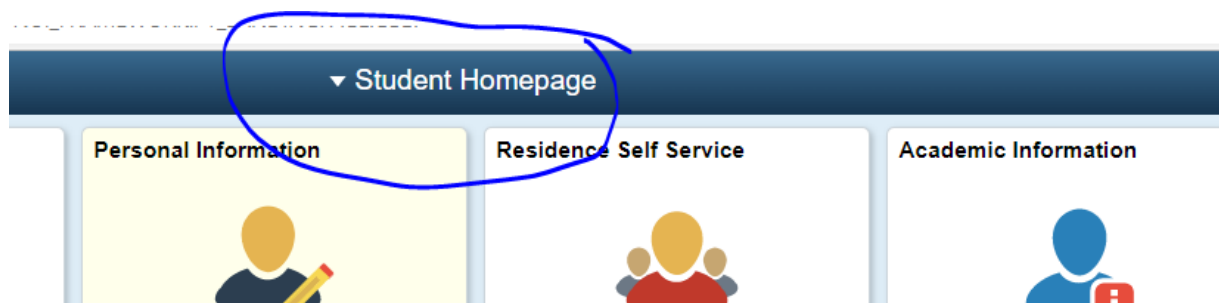 Student Homepage
Personal Information
Residence Self Service
Academic Information